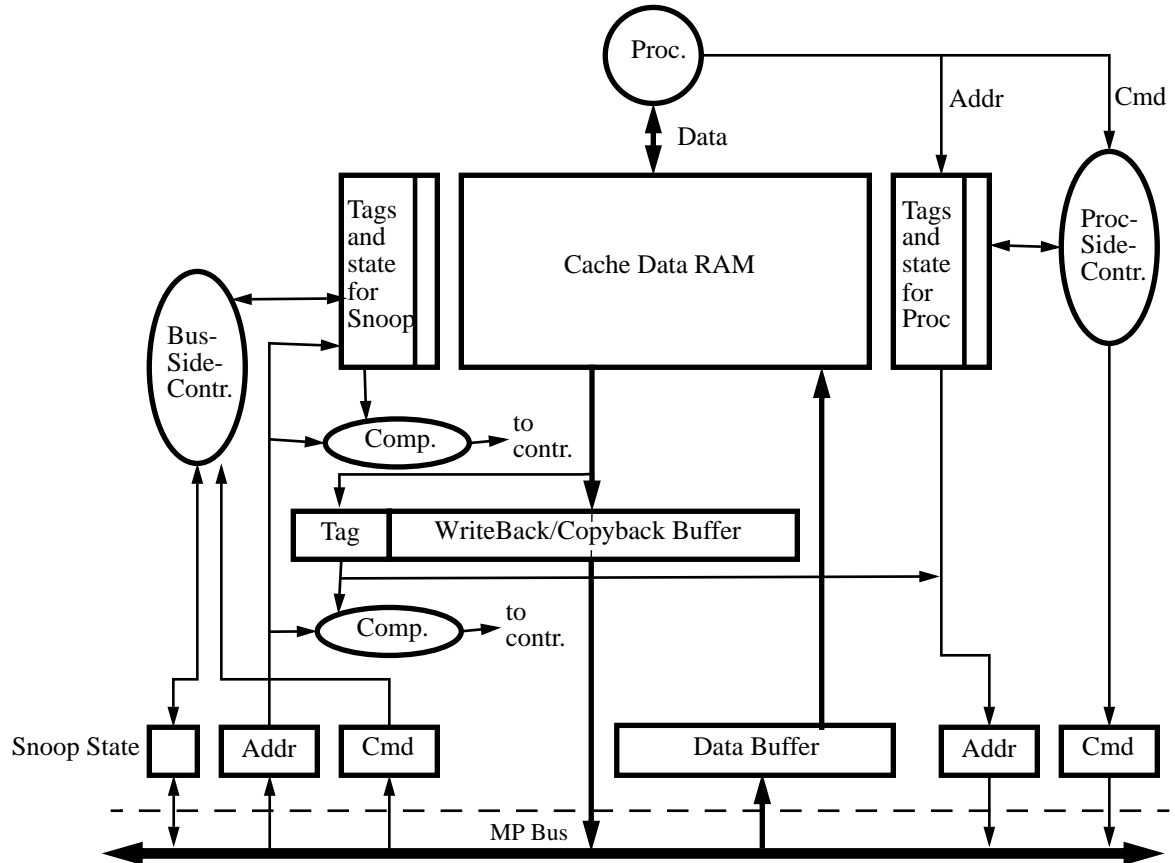 Proc.
Addr
Cmd
Data
Tags
and
state
for
Snoop
Cache Data RAM
Tags
and
state
for
Proc
Proc-
Side-
Contr.
Bus-
Side-
Contr.
Comp.
to
contr.
Tag
WriteBack/Copyback Buffer
Comp.
to
contr.
Snoop State
Addr
Cmd
Data Buffer
Addr
Cmd
MP Bus